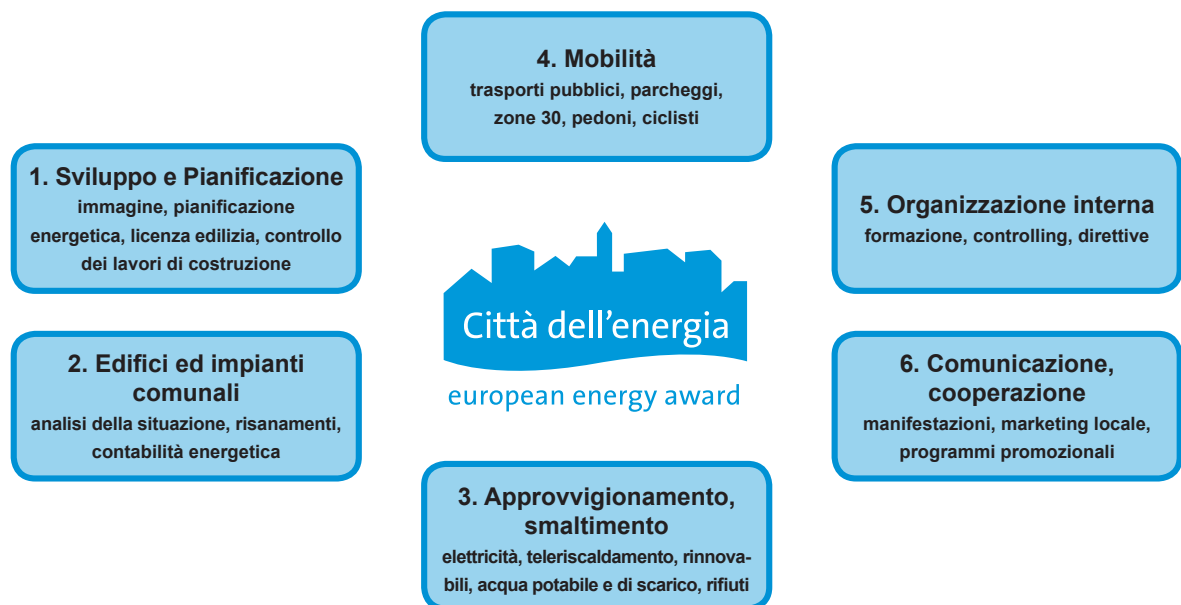 4. Mobilità
trasporti pubblici, parcheggi,
zone 30, pedoni, ciclisti
1. Sviluppo e Pianificazione
immagine, pianificazione
energetica, licenza edilizia, controllo
dei lavori di costruzione
5. Organizzazione interna
formazione, controlling, direttive
Città dell'energia
european energy award
2. Edifici ed impianti
comunali
analisi della situazione, risanamenti,
contabilità energetica
6. Comunicazione,
cooperazione
manifestazioni, marketing locale,
programmi promozionali
3. Approvvigionamento,
smaltimento
elettricità, teleriscaldamento, rinnova-
bili, acqua potabile e di scarico, rifiuti